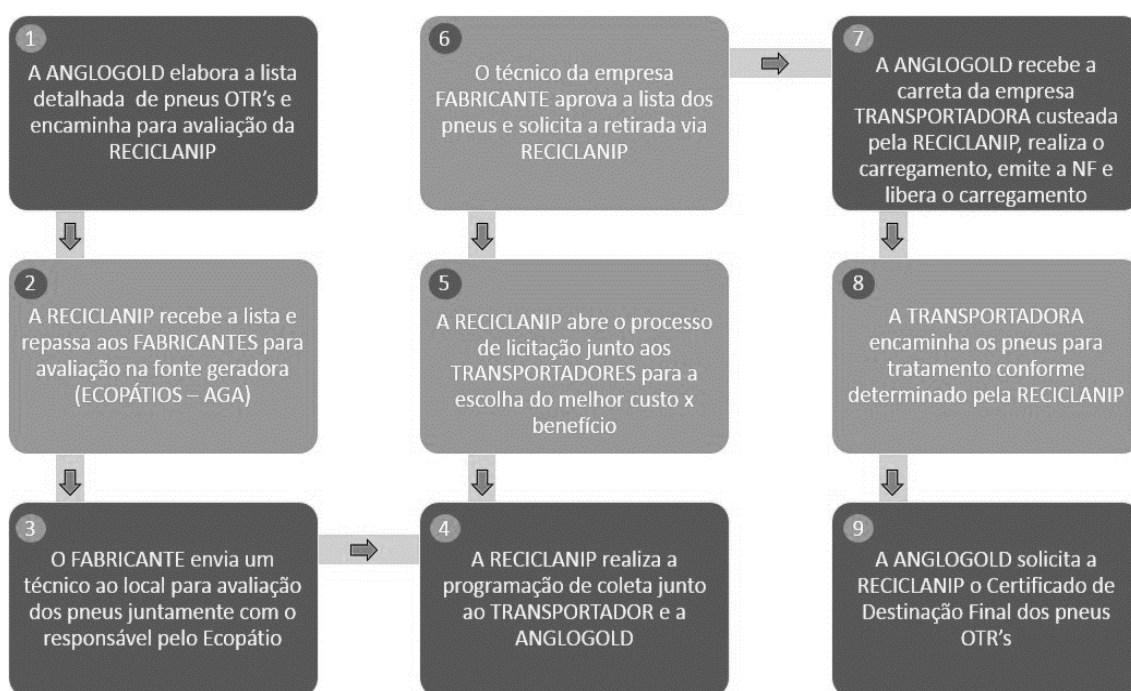 1
A ANGLOGOLD elabora a lista
detalhada de pneus OTR's e
encaminha para avaliação da
RECICLANIP
2
A RECICLANIP recebe a lista e
repassa aos FABRICANTES para
avaliação na fonte geradora
(ECOPÁTIOS – AGA)
3
O FABRICANTE envia um
técnico ao local para avaliação
dos pneus juntamente com o
responsável pelo Ecopátio
4
A RECICLANIP realiza a
programação de coleta junto
ao TRANSPORTADOR e a
ANGLOGOLD
5
A RECICLANIP abre o processo
de licitação junto aos
TRANSPORTADORES para a
escolha do melhor custo x
benefício
6
O técnico da empresa
FABRICANTE aprova a lista dos
pneus e solicita a retirada via
RECICLANIP
7
A ANGLOGOLD recebe a
carreta da empresa
TRANSPORTADORA custeada
pela RECICLANIP, realiza o
carregamento, emite a NF e
libera o carregamento
8
A TRANSPORTADORA
encaminha os pneus para
tratamento conforme
determinado pela RECICLANIP
9
A ANGLOGOLD solicita a
RECICLANIP o Certificado de
Destinação Final dos pneus
OTR's